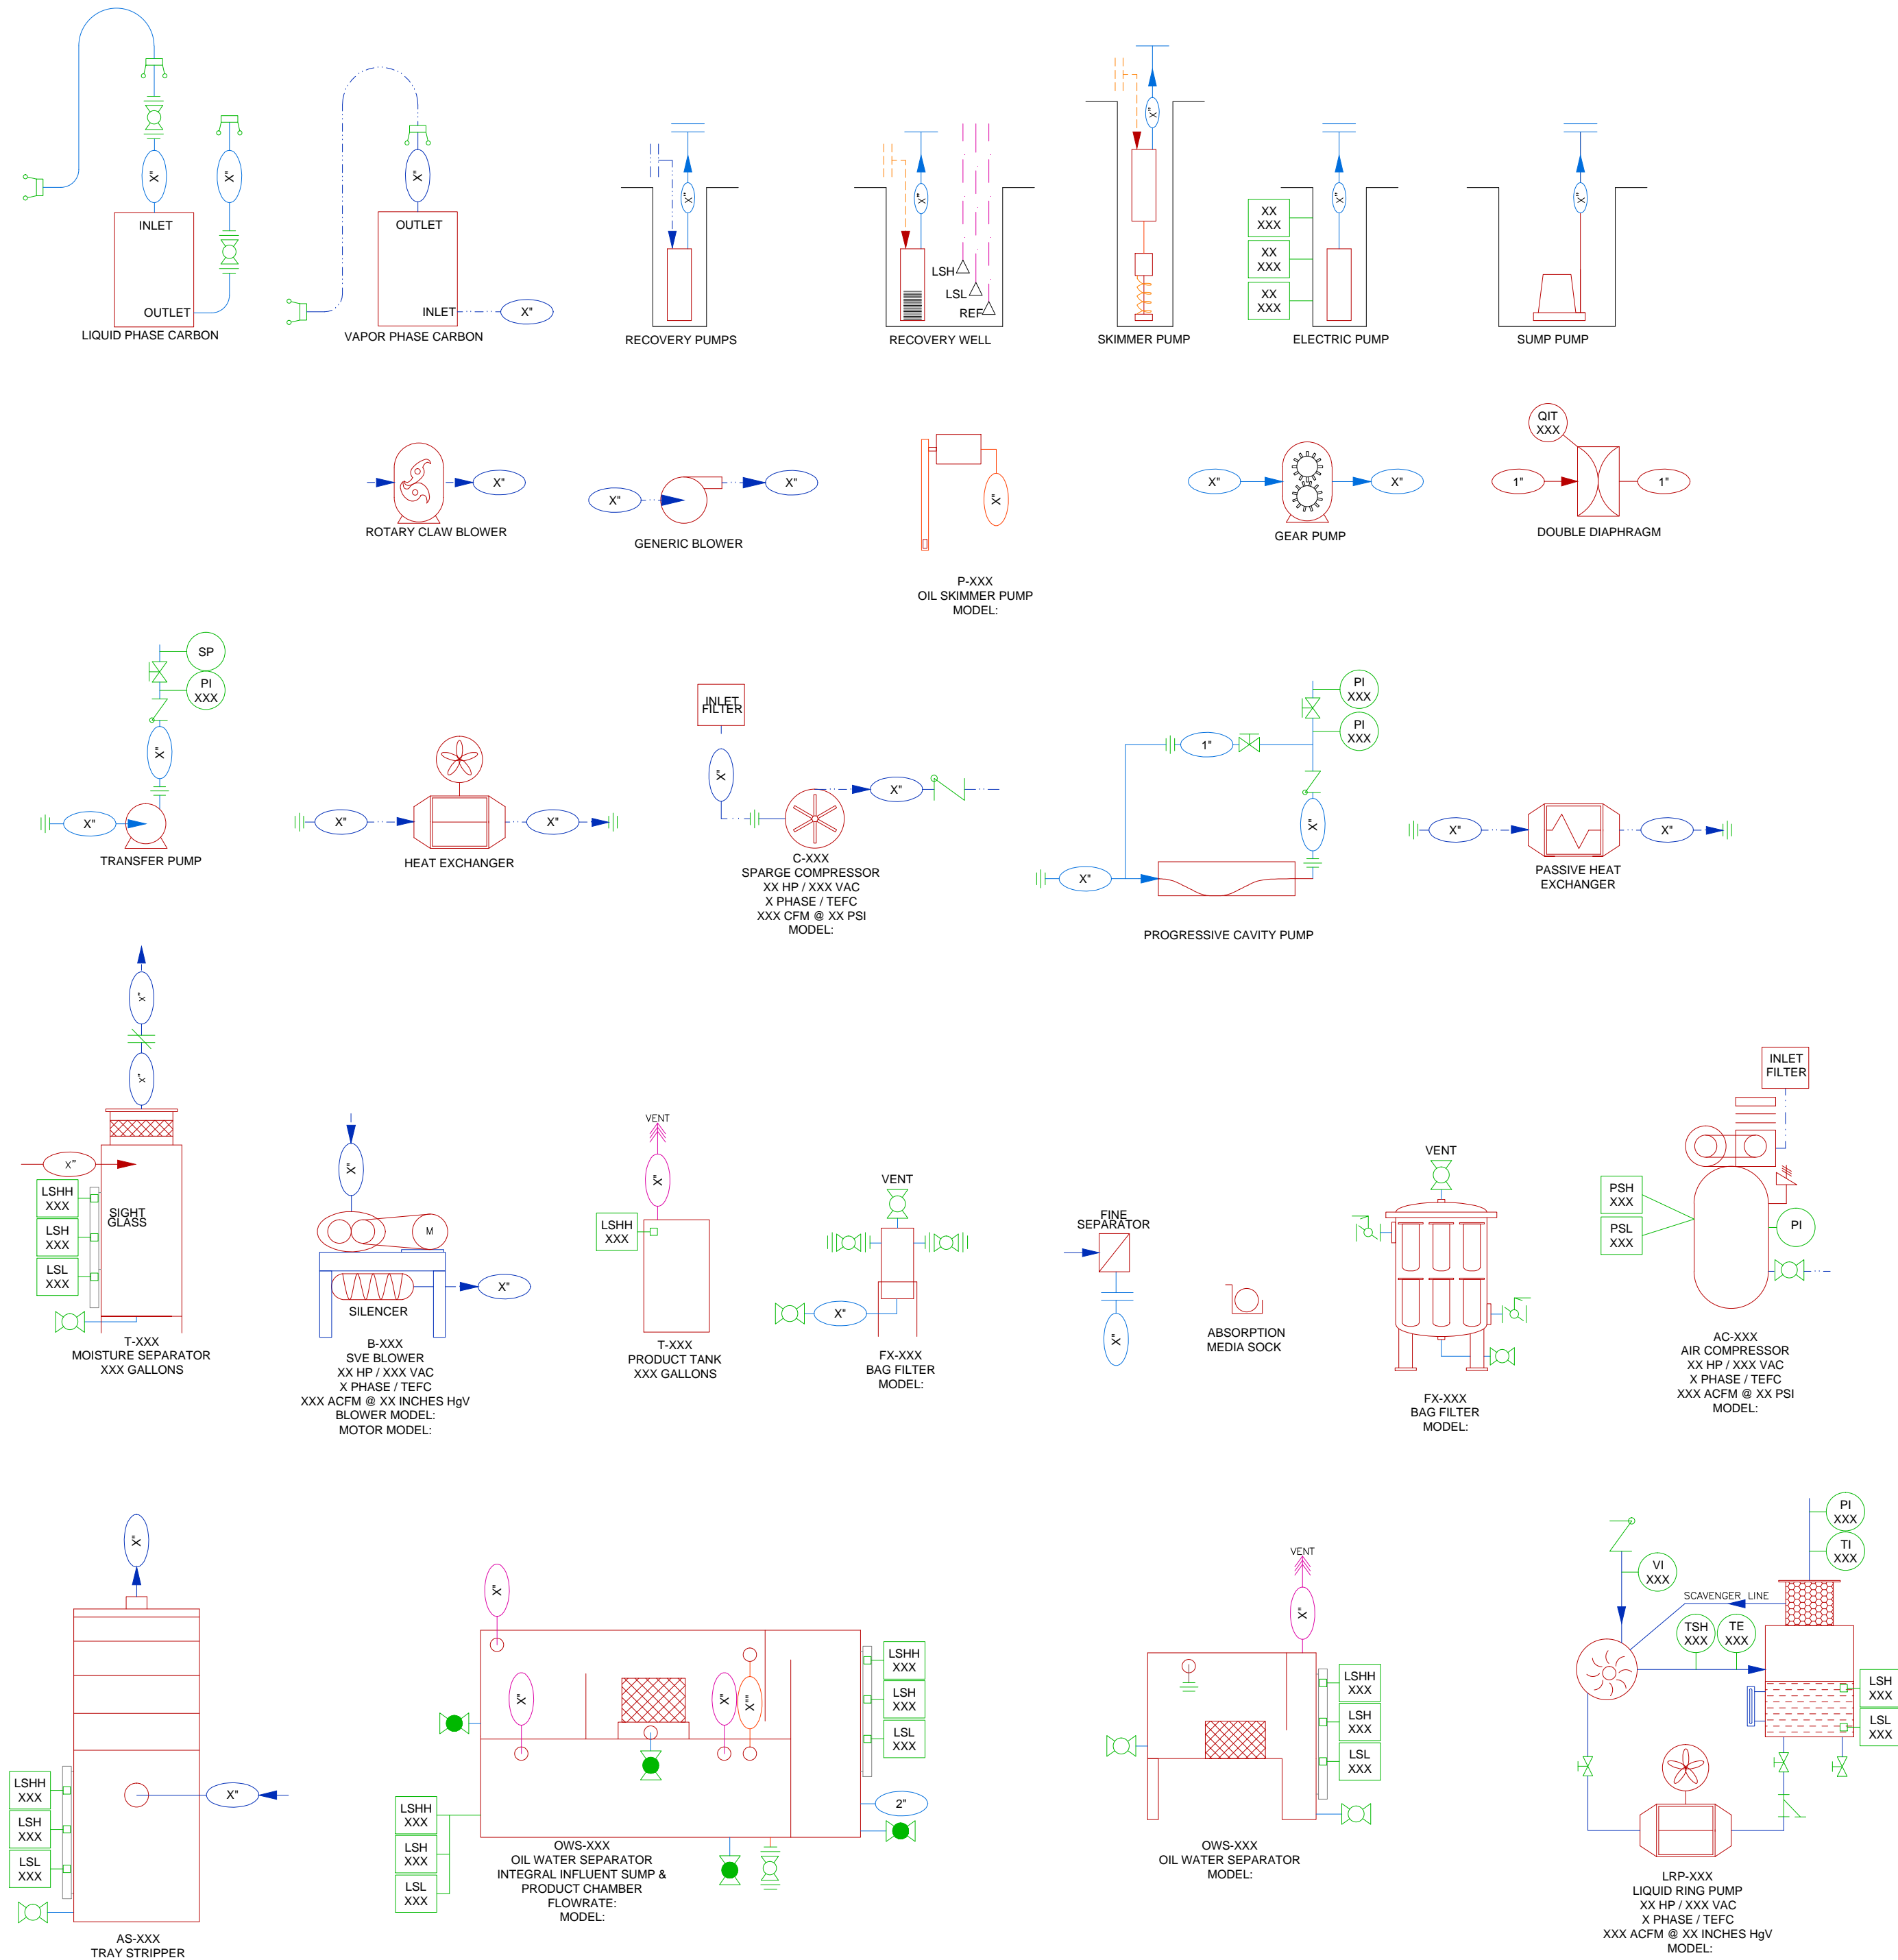 X"
X"
INLET
OUTLET
LIQUID PHASE CARBON
X"
OUTLET
INLET
X"
VAPOR PHASE CARBON
X"
RECOVERY PUMPS
X"
LSH
LSL
REF
RECOVERY WELL
X"
SKIMMER PUMP
X"
XX
XXX
XX
XXX
XX
XXX
ELECTRIC PUMP
X"
SUMP PUMP
X"
ROTARY CLAW BLOWER
X"
X"
GENERIC BLOWER
X"
P-XXX
OIL SKIMMER PUMP
MODEL:
X"
X"
GEAR PUMP
QIT
XXX
1"
1"
DOUBLE DIAPHRAGM
SP
PI
XXX
X"
X"
TRANSFER PUMP
X"
X"
HEAT EXCHANGER
INLET
FILTER
X"
X"
C-XXX
SPARGE COMPRESSOR
XX HP / XXX VAC
X PHASE / TEFC
XXX CFM @ XX PSI
MODEL:
PI
XXX
PI
XXX
1"
X"
X"
PROGRESSIVE CAVITY PUMP
X"
X"
PASSIVE HEAT
EXCHANGER
X"
X"
X"
LSHH
XXX
LSH
XXX
LSL
XXX
SIGHT
GLASS
T-XXX
MOISTURE SEPARATOR
XXX GALLONS
X"
M
X"
SILENCER
B-XXX
SVE BLOWER
XX HP / XXX VAC
X PHASE / TEFC
XXX ACFM @ XX INCHES HgV
BLOWER MODEL:
MOTOR MODEL:
VENT
X"
LSHH
XXX
T-XXX
PRODUCT TANK
XXX GALLONS
VENT
X"
FX-XXX
BAG FILTER
MODEL:
FINE
SEPARATOR
X"
ABSORPTION
MEDIA SOCK
VENT
FX-XXX
BAG FILTER
MODEL:
INLET
FILTER
PSH
XXX
PSL
XXX
PI
AC-XXX
AIR COMPRESSOR
XX HP / XXX VAC
X PHASE / TEFC
XXX ACFM @ XX PSI
MODEL:
X"
LSHH
XXX
LSH
XXX
LSL
XXX
X"
AS-XXX
TRAY STRIPPER
X"
X"
X"
X""
LSHH
XXX
LSH
XXX
LSL
XXX
2"
LSHH
XXX
LSH
XXX
LSL
XXX
OWS-XXX
OIL WATER SEPARATOR
INTEGRAL INFLUENT SUMP &
PRODUCT CHAMBER
FLOWRATE:
MODEL:
VENT
X"
LSHH
XXX
LSH
XXX
LSL
XXX
OWS-XXX
OIL WATER SEPARATOR
MODEL:
PI
XXX
TI
XXX
VI
XXX
SCAVENGER LINE
TSH
XXX
TE
XXX
LSH
XXX
LSL
XXX
LRP-XXX
LIQUID RING PUMP
XX HP / XXX VAC
X PHASE / TEFC
XXX ACFM @ XX INCHES HgV
MODEL: